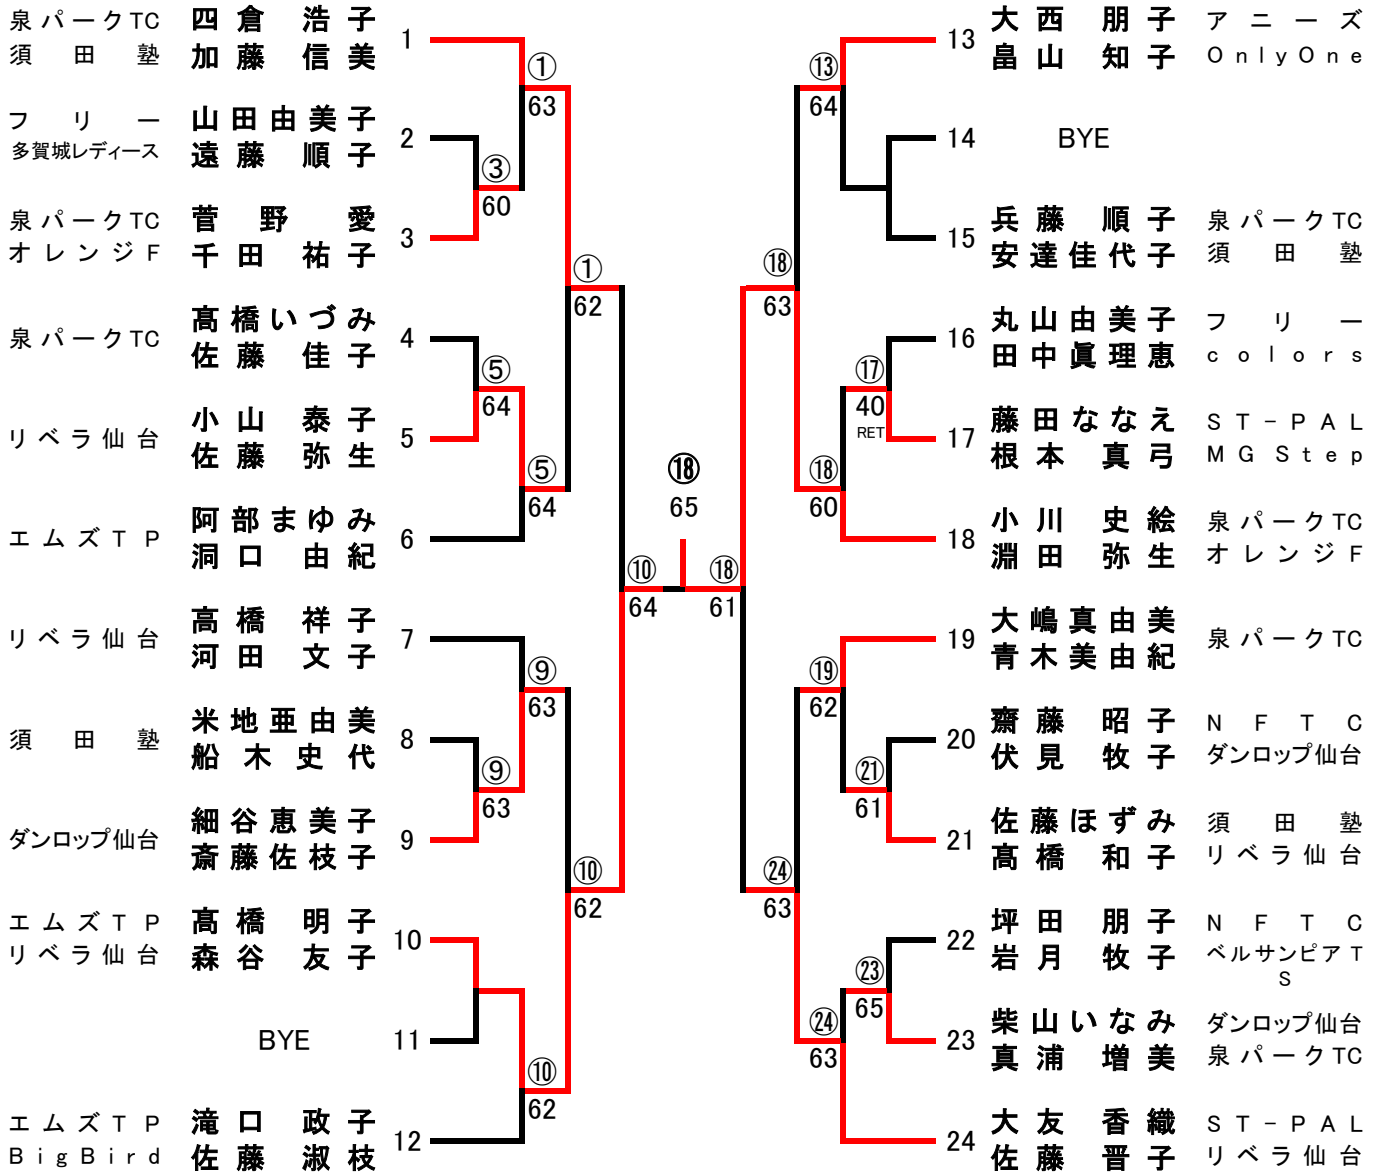 泉パークTC 四倉 浩子
須田塾 加藤 信美
1
フリー 山田由美子
多賀城レディース 遠藤 順子
2
泉パークTC 菅野 愛
オレンジF 千田 祐子
3
泉パークTC
髙橋いづみ
佐藤 佳子
4
リベラ仙台
小山 泰子
佐藤 弥生
5
エムズTP
阿部まゆみ
洞口 由紀
6
リベラ仙台
高橋 祥子
河田 文子
7
須田塾
米地亜由美
船木史代
8
ダンロップ仙台
細谷恵美子
斎藤佐枝子
9
エムズTP 髙橋 明子
リベラ仙台 森谷 友子
10
BYE 11
エムズTP 滝口 政子
BigBird 佐藤 淑枝
12
①
63
③
60
①
62
⑤
64
⑤
64
⑨
63
⑨
63
⑩
62
⑩
62
⑩
64
⑱
65
⑱
61
⑬
64
⑱
63
⑰
40
RET
⑱
60
⑲
62
㉑
61
㉔
63
㉓
65
㉔
63
13
大西 朋子 アニーズ
畠山 知子 OnlyOne
14 BYE
15
兵藤 順子 泉パークTC
安達佳代子 須田塾
16
丸山由美子 フリー
田中眞理恵 colors
17
藤田ななえ ST-PAL
根本 真弓 MGStep
18
小川 史絵 泉パークTC
淵田 弥生 オレンジF
19
大嶋真由美
青木美由紀
泉パークTC
20
齋藤 昭子 NFTC
伏見 牧子 ダンロップ仙台
21
佐藤ほずみ 須田塾
髙橋 和子 リベラ仙台
22
坪田 朋子 NFTC
岩月 牧子 ベルサンピアT
S
23
柴山いなみ ダンロップ仙台
真浦 増美 泉パークTC
24
大友 香織 ST-PAL
佐藤 晋子 リベラ仙台